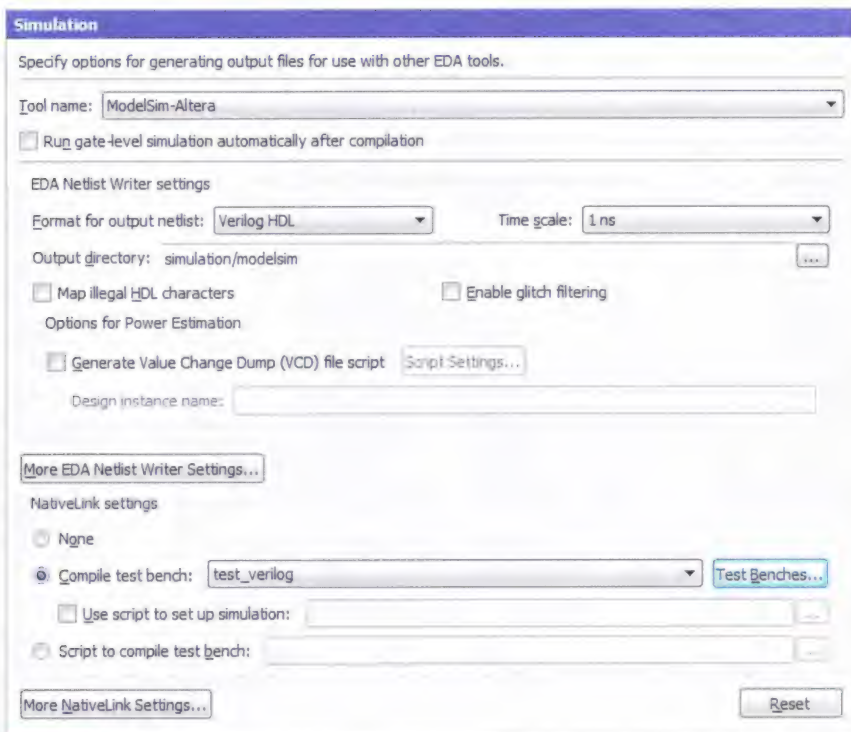 Simulation
Specify options for generating output files for use with other EDA tools.
Tool name: ModelSim-Altera
Run gate-level simulation automatically after compilation
EDA Netlist Writer settings
Format for output netlist: Verilog HDL Time scale: 1 ns
Output directory: simulation/modelsim ...
Map illegal HDL characters Enable glitch filtering
Options for Power Estimation
Generate Value Change Dump (VCD) file script Script Settings...
Design instance name:
More EDA Netlist Writer Settings...
NativeLink settings
None
Compile test bench: test_verilog Test Benches...
Use script to set up simulation: ...
Script to compile test bench: ...
More NativeLink Settings... Reset